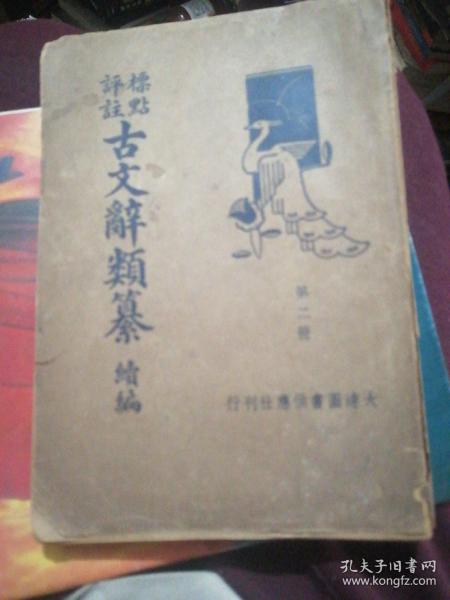 標點
評註
古文辭類纂 續編
第二冊
大達圖書供應社刊行
孔夫子旧书网
www.kongfz.com